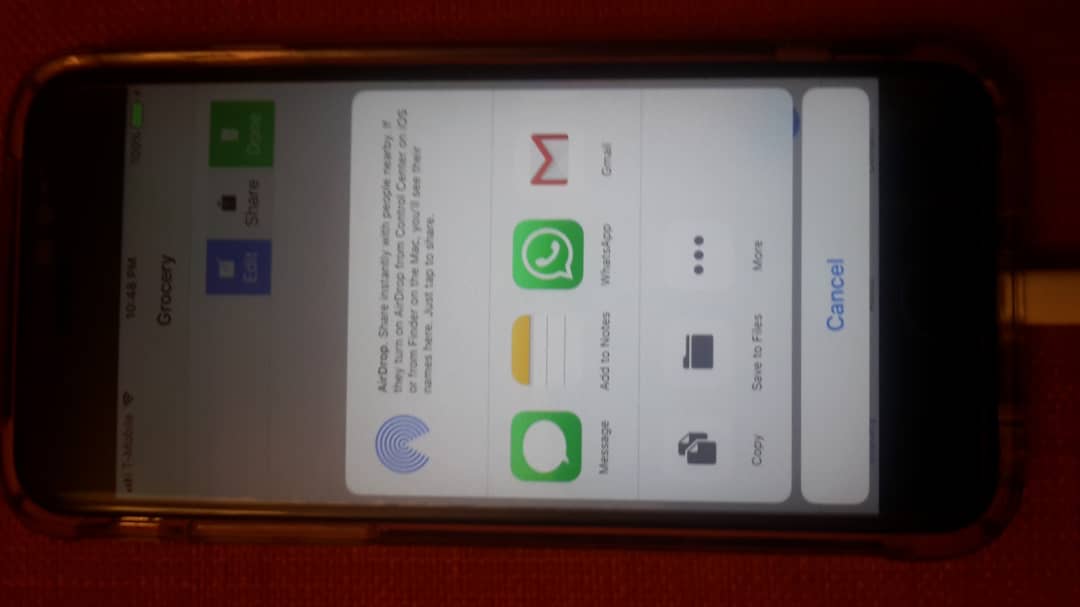 T-Mobile 10:48 PM 100%
Grocery
Edit Share Done
AirDrop. Share instantly with people nearby. If
they turn on AirDrop from Control Center on iOS
or from Finder on the Mac, you'll see their
names here. Just tap to share.
Message Add to Notes WhatsApp Gmail
Copy Save to Files More
Cancel